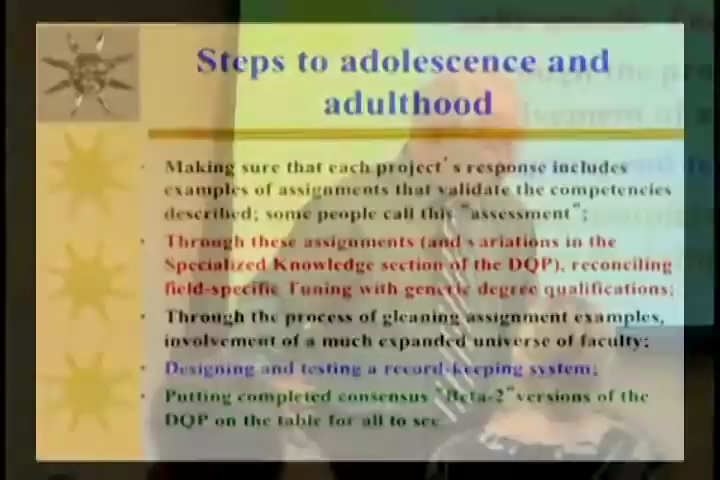 Steps to adolescence and
adulthood
Making sure that each project's response includes
examples of assignments that validate the competencies
described; some people call this "assessment";
Through these assignments (and variations in the
Specialized Knowledge section of the DQP), reconciling
field-specific Tuning with generic degree qualifications;
Through the process of gleaning assignment examples,
involvement of a much expanded universe of faculty;
Designing and testing a record-keeping system;
Putting completed consensus "Beta-2" versions of the
DQP on the table for all to see